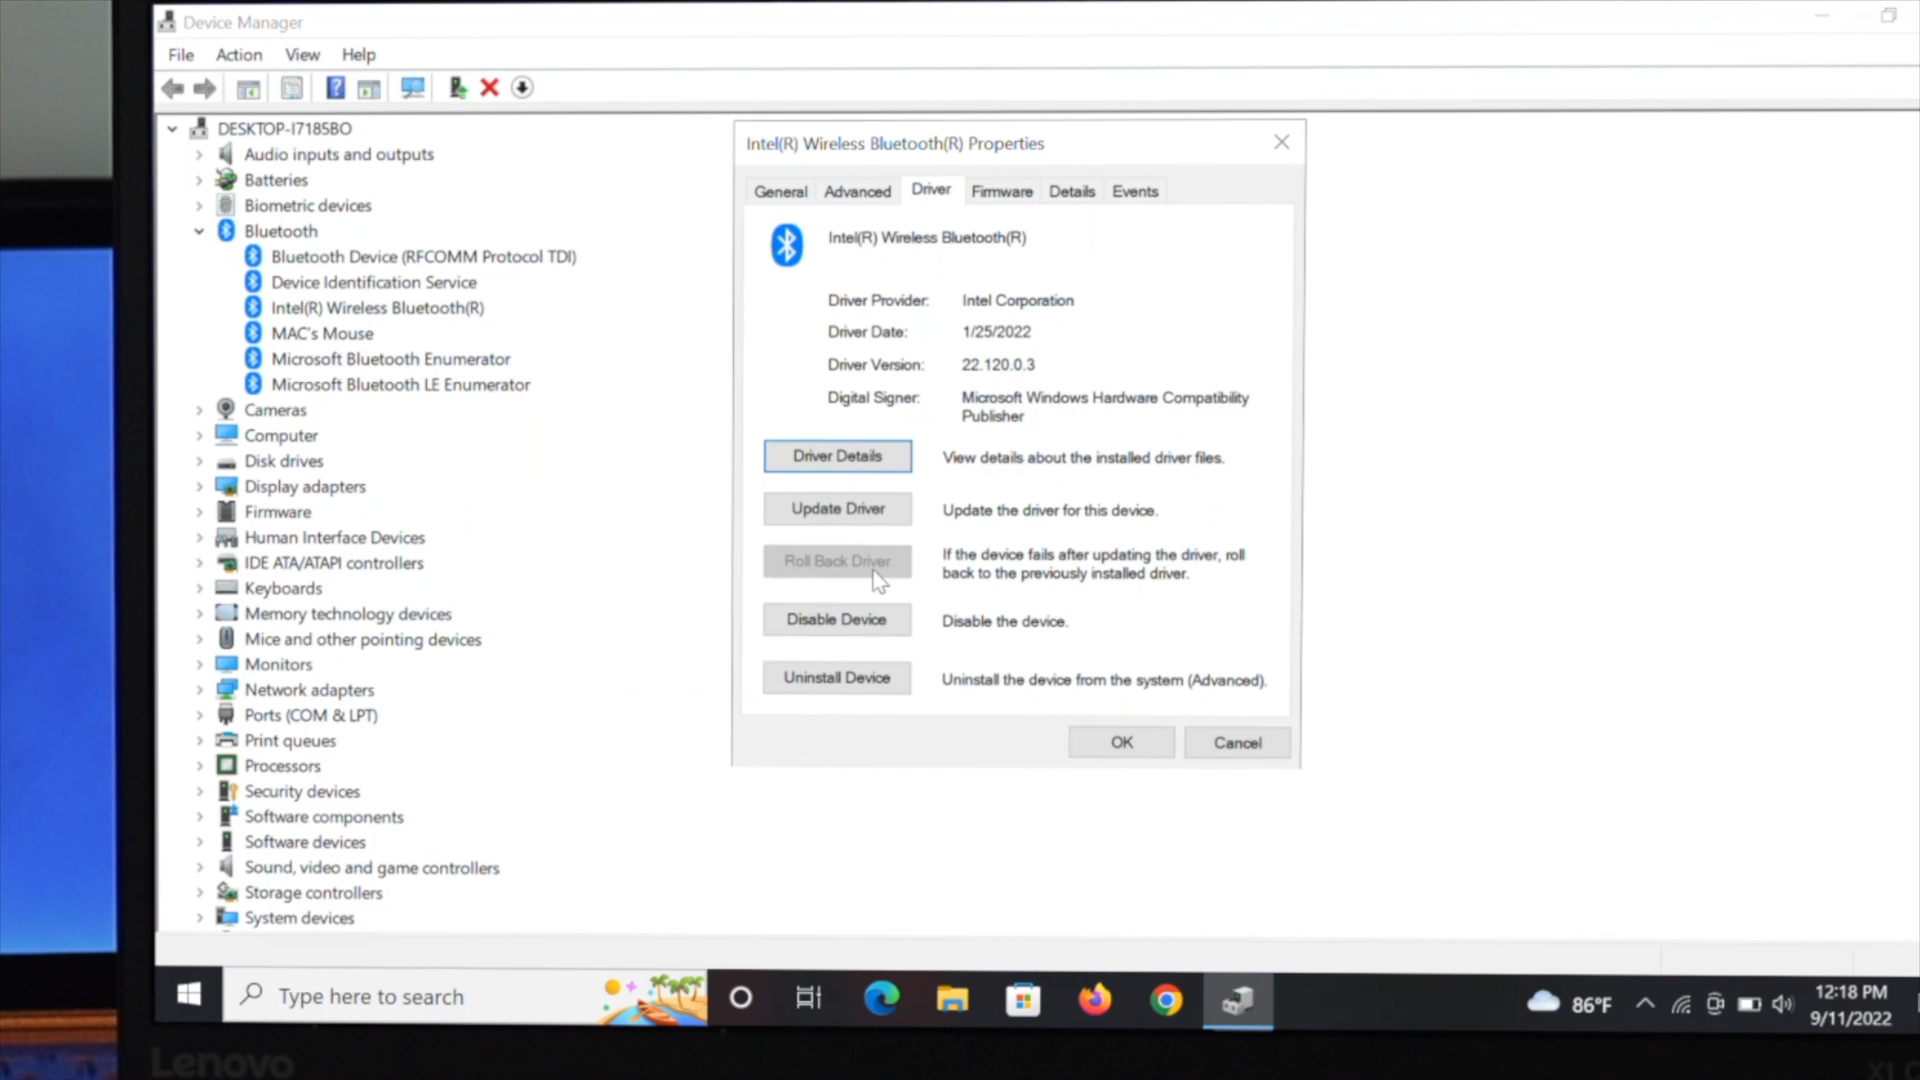 Device Manager
File Action View Help
DESKTOP-I7185BO
Audio inputs and outputs
Batteries
Biometric devices
Bluetooth
Bluetooth Device (RFCOMM Protocol TDI)
Device Identification Service
Intel(R) Wireless Bluetooth(R)
MAC's Mouse
Microsoft Bluetooth Enumerator
Microsoft Bluetooth LE Enumerator
Cameras
Computer
Disk drives
Display adapters
Firmware
Human Interface Devices
IDE ATA/ATAPI controllers
Keyboards
Memory technology devices
Mice and other pointing devices
Monitors
Network adapters
Ports (COM & LPT)
Print queues
Processors
Security devices
Software components
Software devices
Sound, video and game controllers
Storage controllers
System devices
Intel(R) Wireless Bluetooth(R) Properties
General Advanced Driver Firmware Details Events
Intel(R) Wireless Bluetooth(R)
Driver Provider: Intel Corporation
Driver Date: 1/25/2022
Driver Version: 22.120.0.3
Digital Signer: Microsoft Windows Hardware Compatibility
Publisher
Driver Details View details about the installed driver files.
Update Driver Update the driver for this device.
Roll Back Driver If the device fails after updating the driver, roll
back to the previously installed driver.
Disable Device Disable the device.
Uninstall Device Uninstall the device from the system (Advanced).
OK Cancel
Type here to search
86°F
12:18 PM
9/11/2022
Lenovo
X1